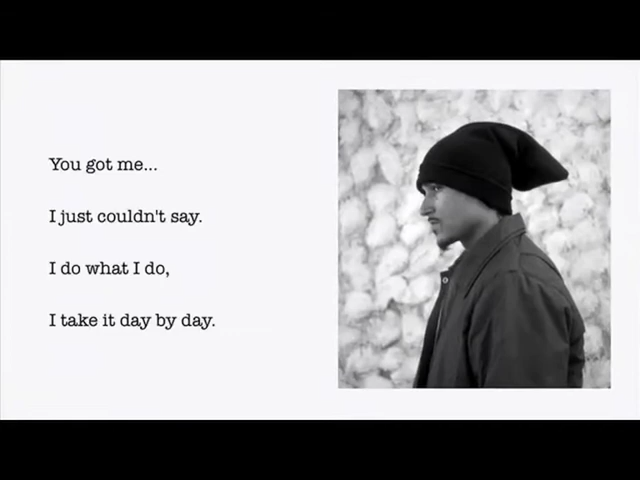 You got me...
I just couldn't say.
I do what I do,
I take it day by day.